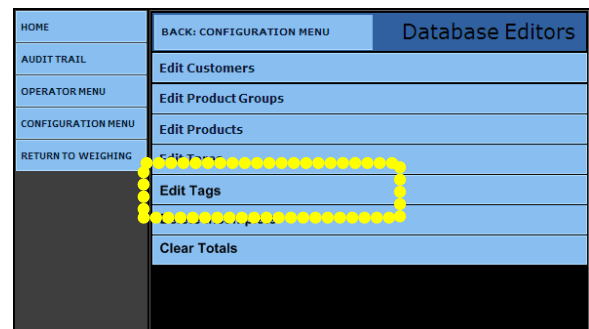 HOME
BACK: CONFIGURATION MENU
Database Editors
AUDIT TRAIL
Edit Customers
OPERATOR MENU
Edit Product Groups
CONFIGURATION MENU
Edit Products
RETURN TO WEIGHING
Edit
Edit Tags
Clear Totals